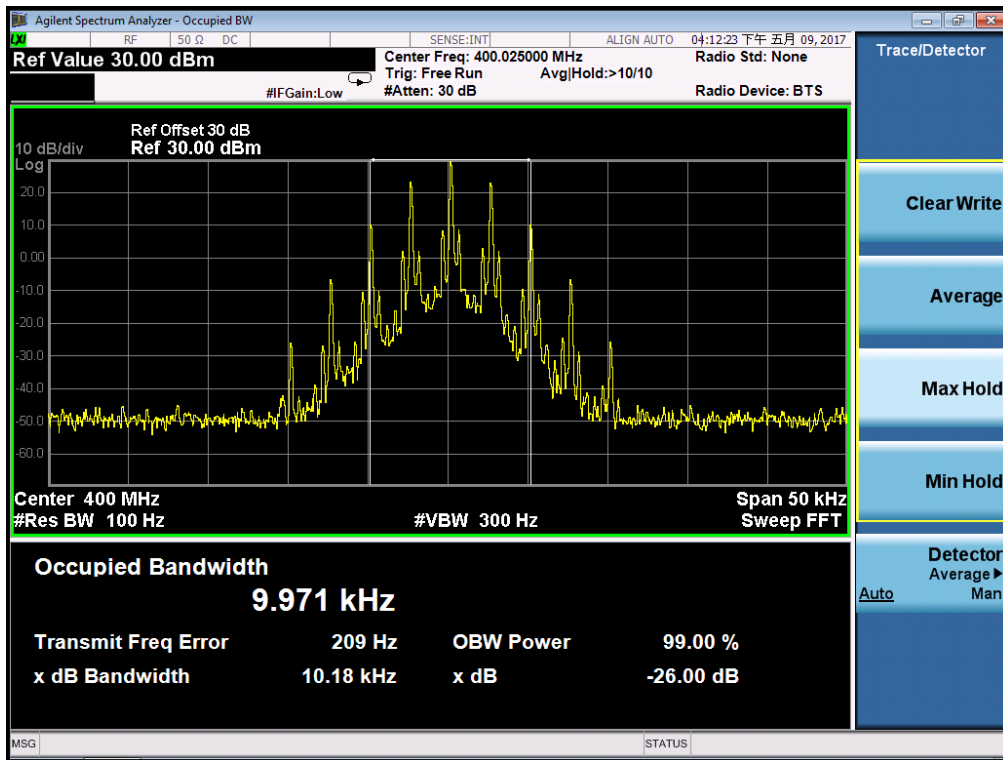 Agilent Spectrum Analyzer - Occupied BW
LXI RF 50 Ω DC SENSE:INT ALIGN AUTO 04:12:23 下午 五月 09, 2017
Ref Value 30.00 dBm
Center Freq: 400.025000 MHz
Radio Std: None
Trig: Free Run Avg|Hold:>10/10
#IFGain:Low
#Atten: 30 dB
Radio Device: BTS
Ref Offset 30 dB
10 dB/div Ref 30.00 dBm
Log
20.0
10.0
0.00
-10.0
-20.0
-30.0
-40.0
-50.0
-60.0
Center 400 MHz Span 50 kHz
#Res BW 100 Hz #VBW 300 Hz Sweep FFT
Occupied Bandwidth
9.971 kHz
Transmit Freq Error 209 Hz OBW Power 99.00 %
x dB Bandwidth 10.18 kHz x dB -26.00 dB
MSG STATUS
Trace/Detector
Clear Write
Average
Max Hold
Min Hold
Detector
Average
Auto Man